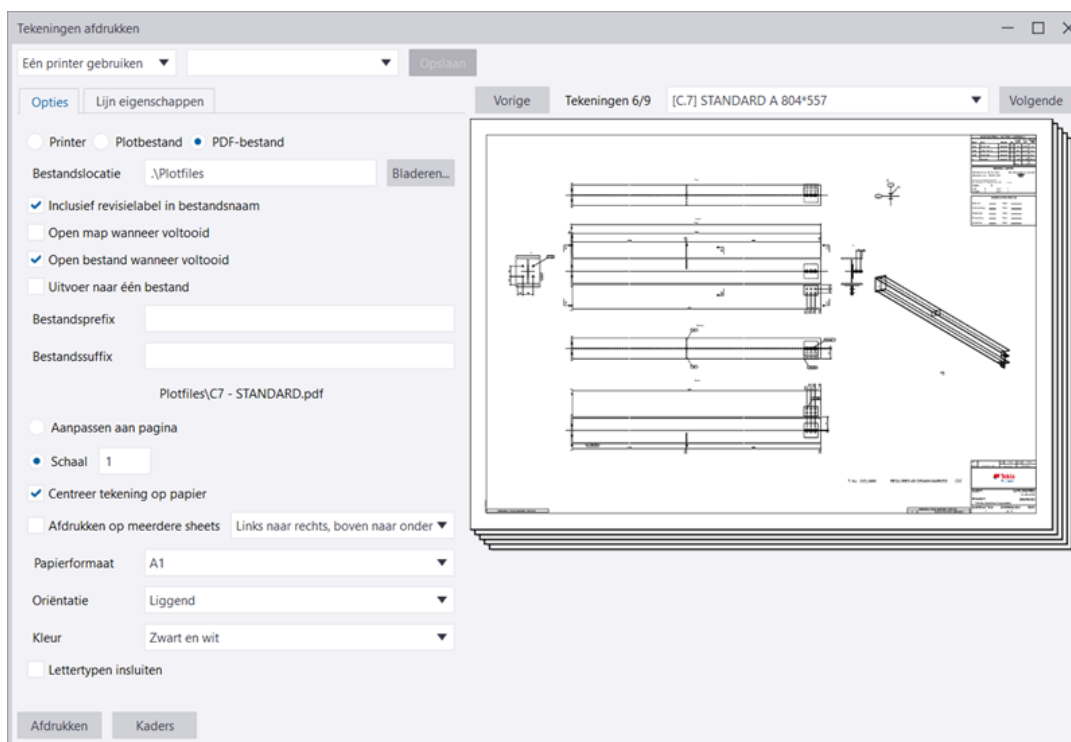 Tekeningen afdrukken
Eén printer gebruiken
Opslaan
Opties
Lijn eigenschappen
Vorige
Tekeningen 6/9
[C.7] STANDARD A 804*557
Volgende
Printer
Plotbestand
PDF-bestand
Bestandslocatie
.\Plotfiles
Bladeren...
Inclusief revisielabel in bestandsnaam
Open map wanneer voltooid
Open bestand wanneer voltooid
Uitvoer naar één bestand
Bestandsprefix
Bestandssuffix
Plotfiles\C7 - STANDARD.pdf
Aanpassen aan pagina
Schaal
1
Centreer tekening op papier
Afdrukken op meerdere sheets
Links naar rechts, boven naar onder
Papierformaat
A1
Oriëntatie
Liggend
Kleur
Zwart en wit
Lettertypen insluiten
Afdrukken
Kaders
Tekla